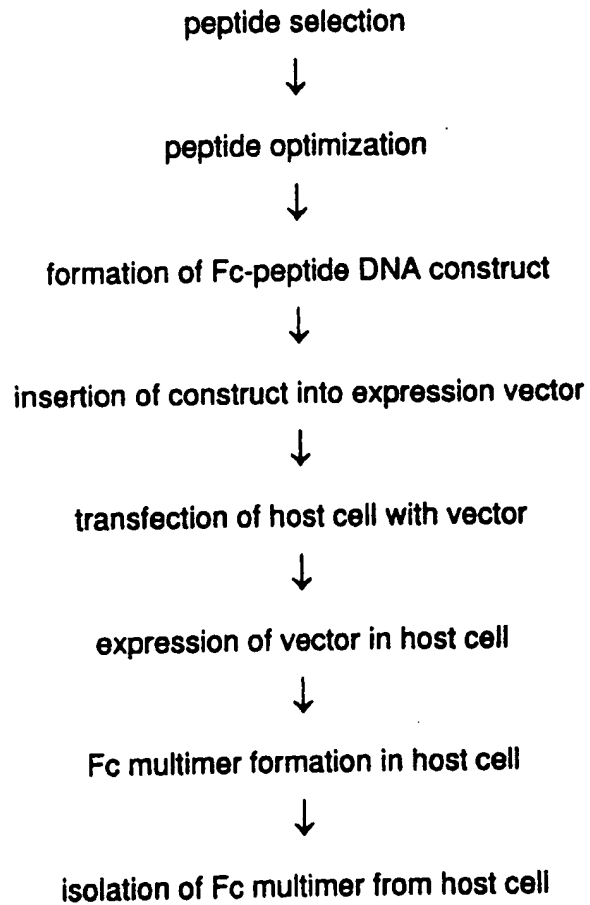 peptide selection
↓
peptide optimization
↓
formation of Fc-peptide DNA construct
↓
insertion of construct into expression vector
↓
transfection of host cell with vector
↓
expression of vector in host cell
↓
Fc multimer formation in host cell
↓
isolation of Fc multimer from host cell